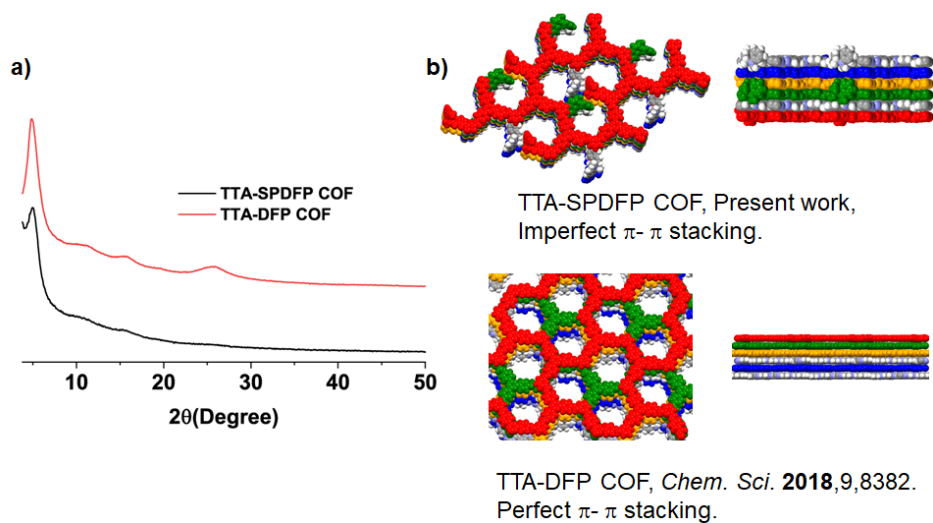 a)
TTA-SPDFP COF
TTA-DFP COF
10
20
30
40
50
2θ(Degree)
b)
TTA-SPDFP COF, Present work,
Imperfect π- π stacking.
TTA-DFP COF, Chem. Sci. 2018,9,8382.
Perfect π- π stacking.